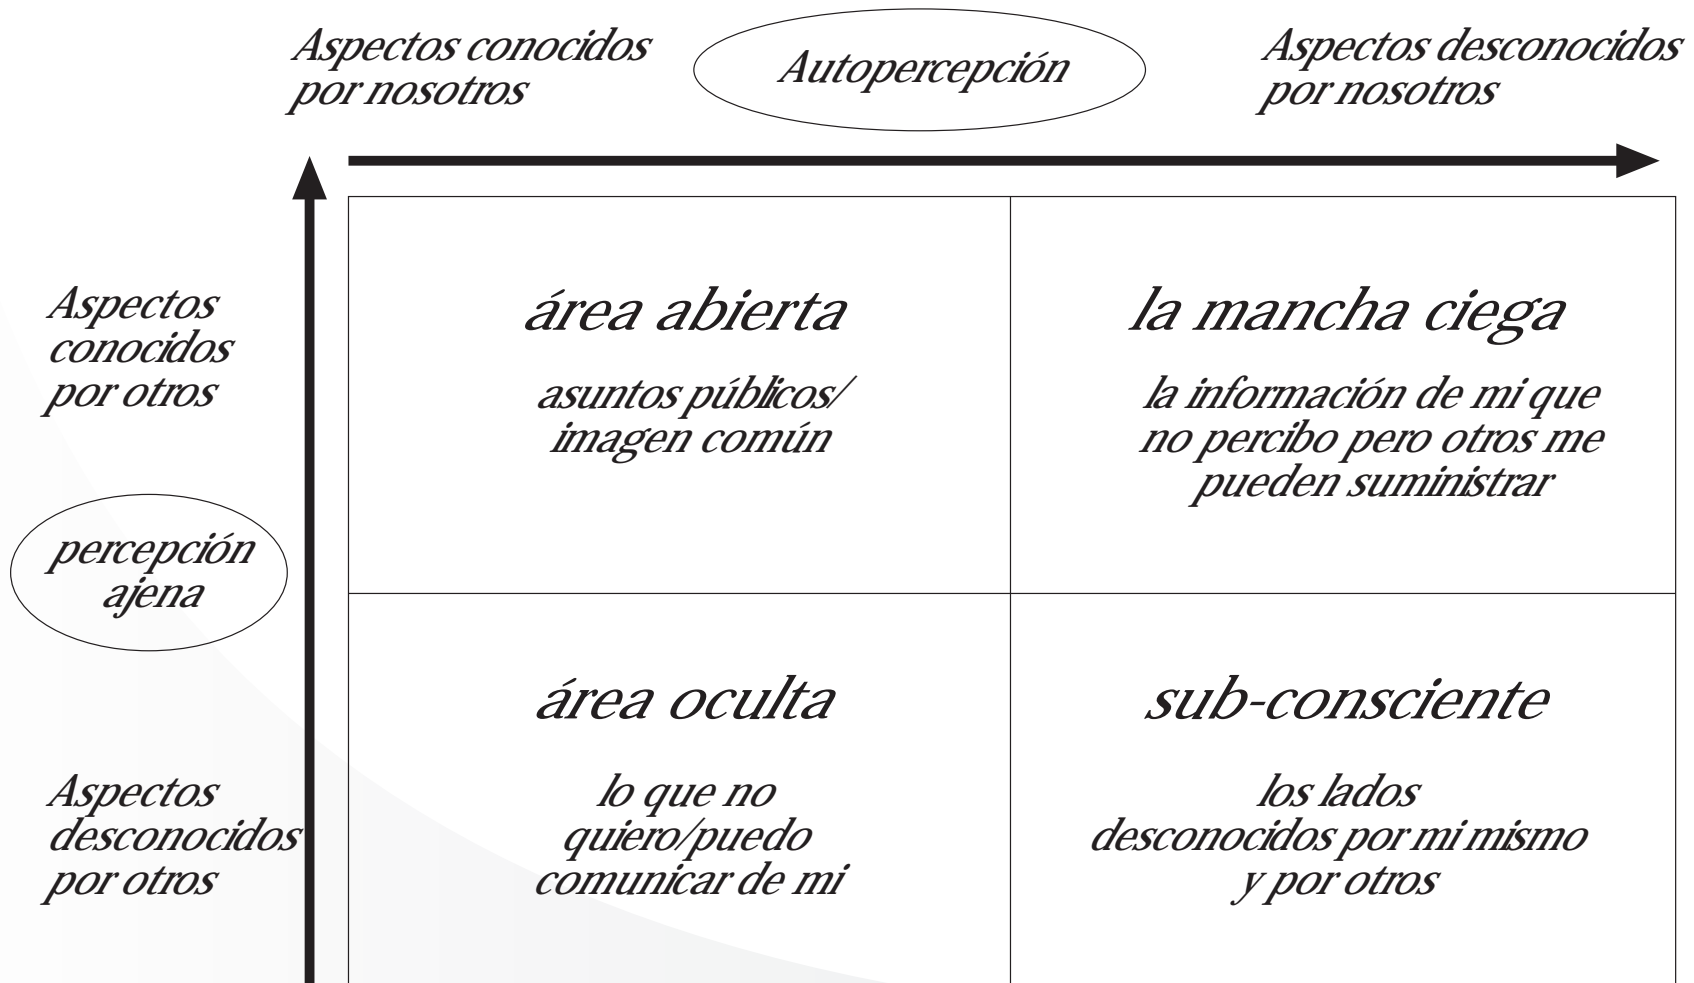 Aspectos conocidos
por nosotros
Autopercepción
Aspectos desconocidos
por nosotros
Aspectos
conocidos
por otros
área abierta
asuntos públicos/
imagen común
la mancha ciega
la información de mi que
no percibo pero otros me
pueden suministrar
percepción
ajena
Aspectos
desconocidos
por otros
área oculta
lo que no
quiero/puedo
comunicar de mi
sub-consciente
los lados
desconocidos por mi mismo
y por otros